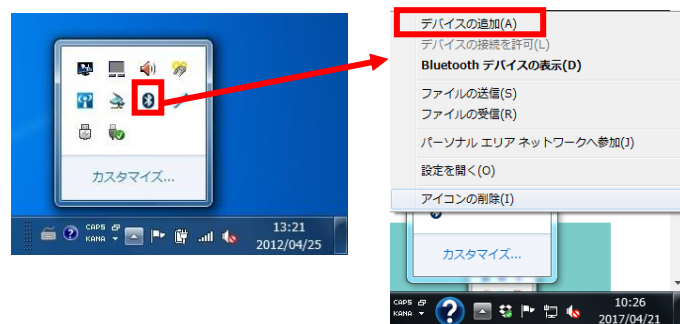 カスタマイズ...
CAPS
KANA
13:21
2012/04/25
デバイスの追加(A)
デバイスの接続を許可(L)
Bluetooth デバイスの表示(D)
ファイルの送信(S)
ファイルの受信(R)
パーソナル エリア ネットワークへ参加(J)
設定を開く(O)
アイコンの削除(I)
カスタマイズ...
CAPS
KANA
10:26
2017/04/21